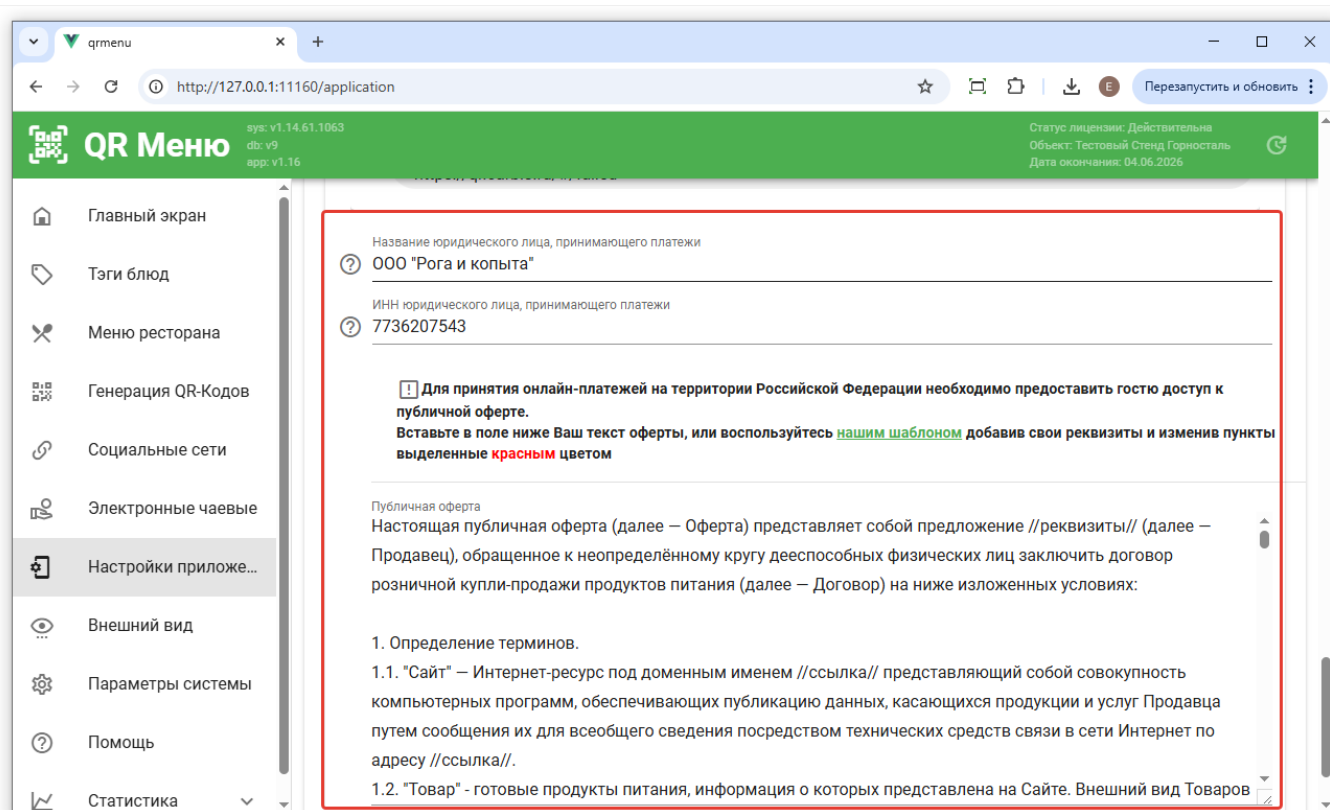 qrmenu
http://127.0.0.1:11160/application
E
Перезапустить и обновить
QR Меню
sys: v1.14.61.1063
db: v9
app: v1.16
Статус лицензии: Действительна
Объект: Тестовый Стенд Горносталь
Дата окончания: 04.06.2026
Главный экран
Тэги блюд
Меню ресторана
Генерация QR-Кодов
Социальные сети
Электронные чаевые
Настройки приложе...
Внешний вид
Параметры системы
Помощь
Статистика
Название юридического лица, принимающего платежи
ООО "Рога и копыта"
ИНН юридического лица, принимающего платежи
7736207543
Для принятия онлайн-платежей на территории Российской Федерации необходимо предоставить гостю доступ к
публичной оферте.
Вставьте в поле ниже Ваш текст оферты, или воспользуйтесь нашим шаблоном добавив свои реквизиты и изменив пункты
выделенные красным цветом
Публичная оферта
Настоящая публичная оферта (далее — Оферта) представляет собой предложение //реквизиты// (далее —
Продавец), обращенное к неопределённому кругу дееспособных физических лиц заключить договор
розничной купли-продажи продуктов питания (далее — Договор) на ниже изложенных условиях:
1. Определение терминов.
1.1. "Сайт" — Интернет-ресурс под доменным именем //ссылка// представляющий собой совокупность
компьютерных программ, обеспечивающих публикацию данных, касающихся продукции и услуг Продавца
путем сообщения их для всеобщего сведения посредством технических средств связи в сети Интернет по
адресу //ссылка//.
1.2. "Товар" - готовые продукты питания, информация о которых представлена на Сайте. Внешний вид Товаров